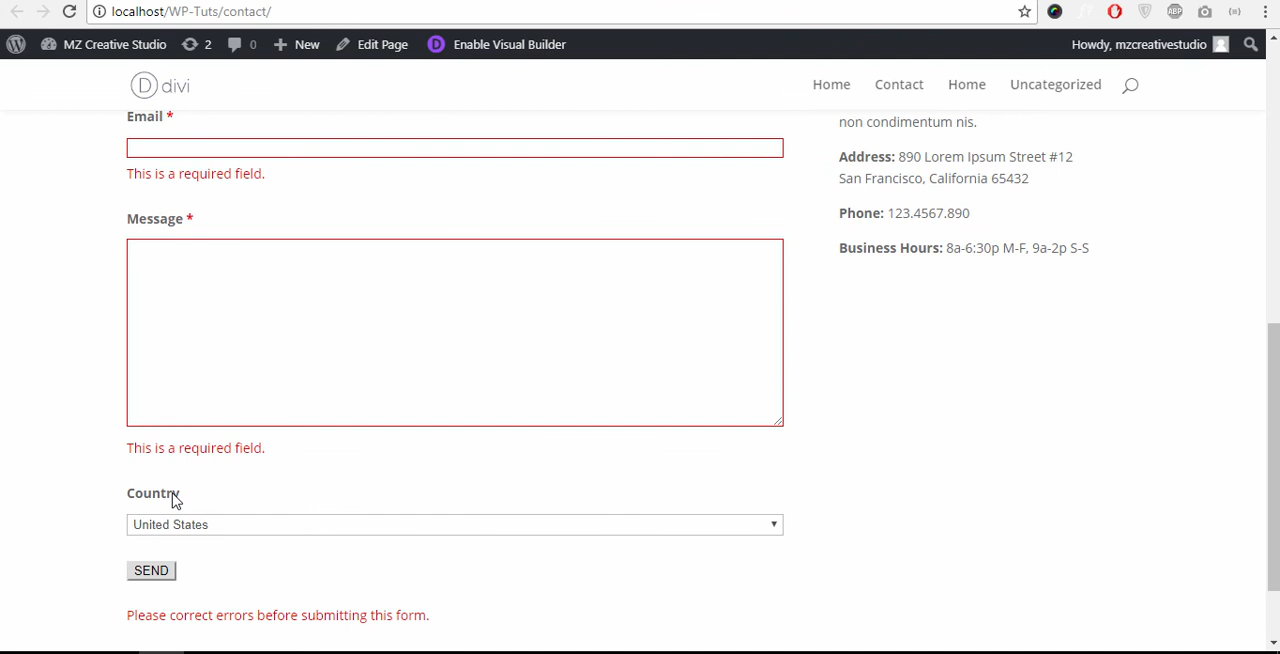 localhost/WP-Tuts/contact/
ABP
MZ Creative Studio 2 0 New Edit Page D Enable Visual Builder Howdy, mzcreativestudio
D divi Home Contact Home Uncategorized
Email *
This is a required field.
Message *
This is a required field.
Country
United States
SEND
Please correct errors before submitting this form.
non condimentum nis.
Address: 890 Lorem Ipsum Street #12
San Francisco, California 65432
Phone: 123.4567.890
Business Hours: 8a-6:30p M-F, 9a-2p S-S